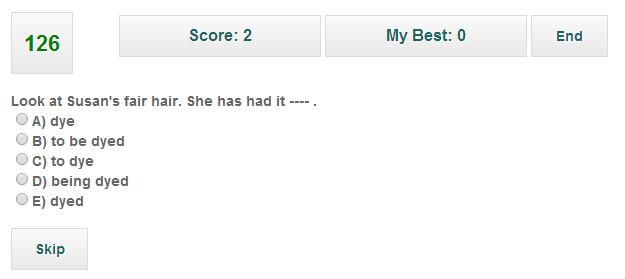 126
Score: 2
My Best: 0
End
Look at Susan's fair hair. She has had it ---- .
A) dye
B) to be dyed
C) to dye
D) being dyed
E) dyed
Skip